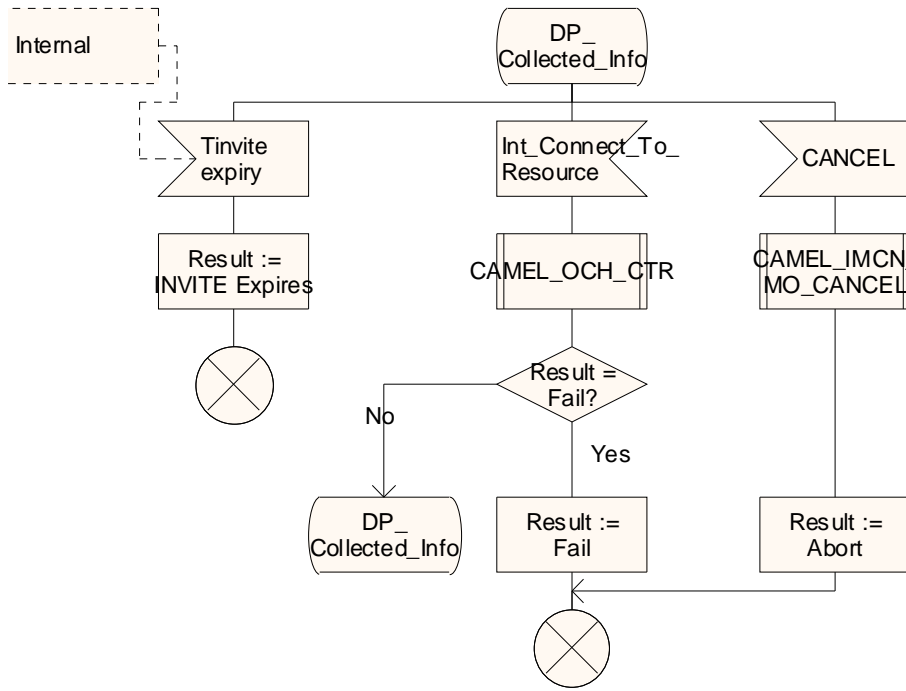 Internal
DP_
Collected_Info
Tinvite
expiry
Int_Connect_To_
Resource
CANCEL
Result :=
INVITE Expires
CAMEL_OCH_CTR
CAMEL_IMCN_
MO_CANCEL
Result =
Fail?
No
Yes
DP_
Collected_Info
Result :=
Fail
Result :=
Abort